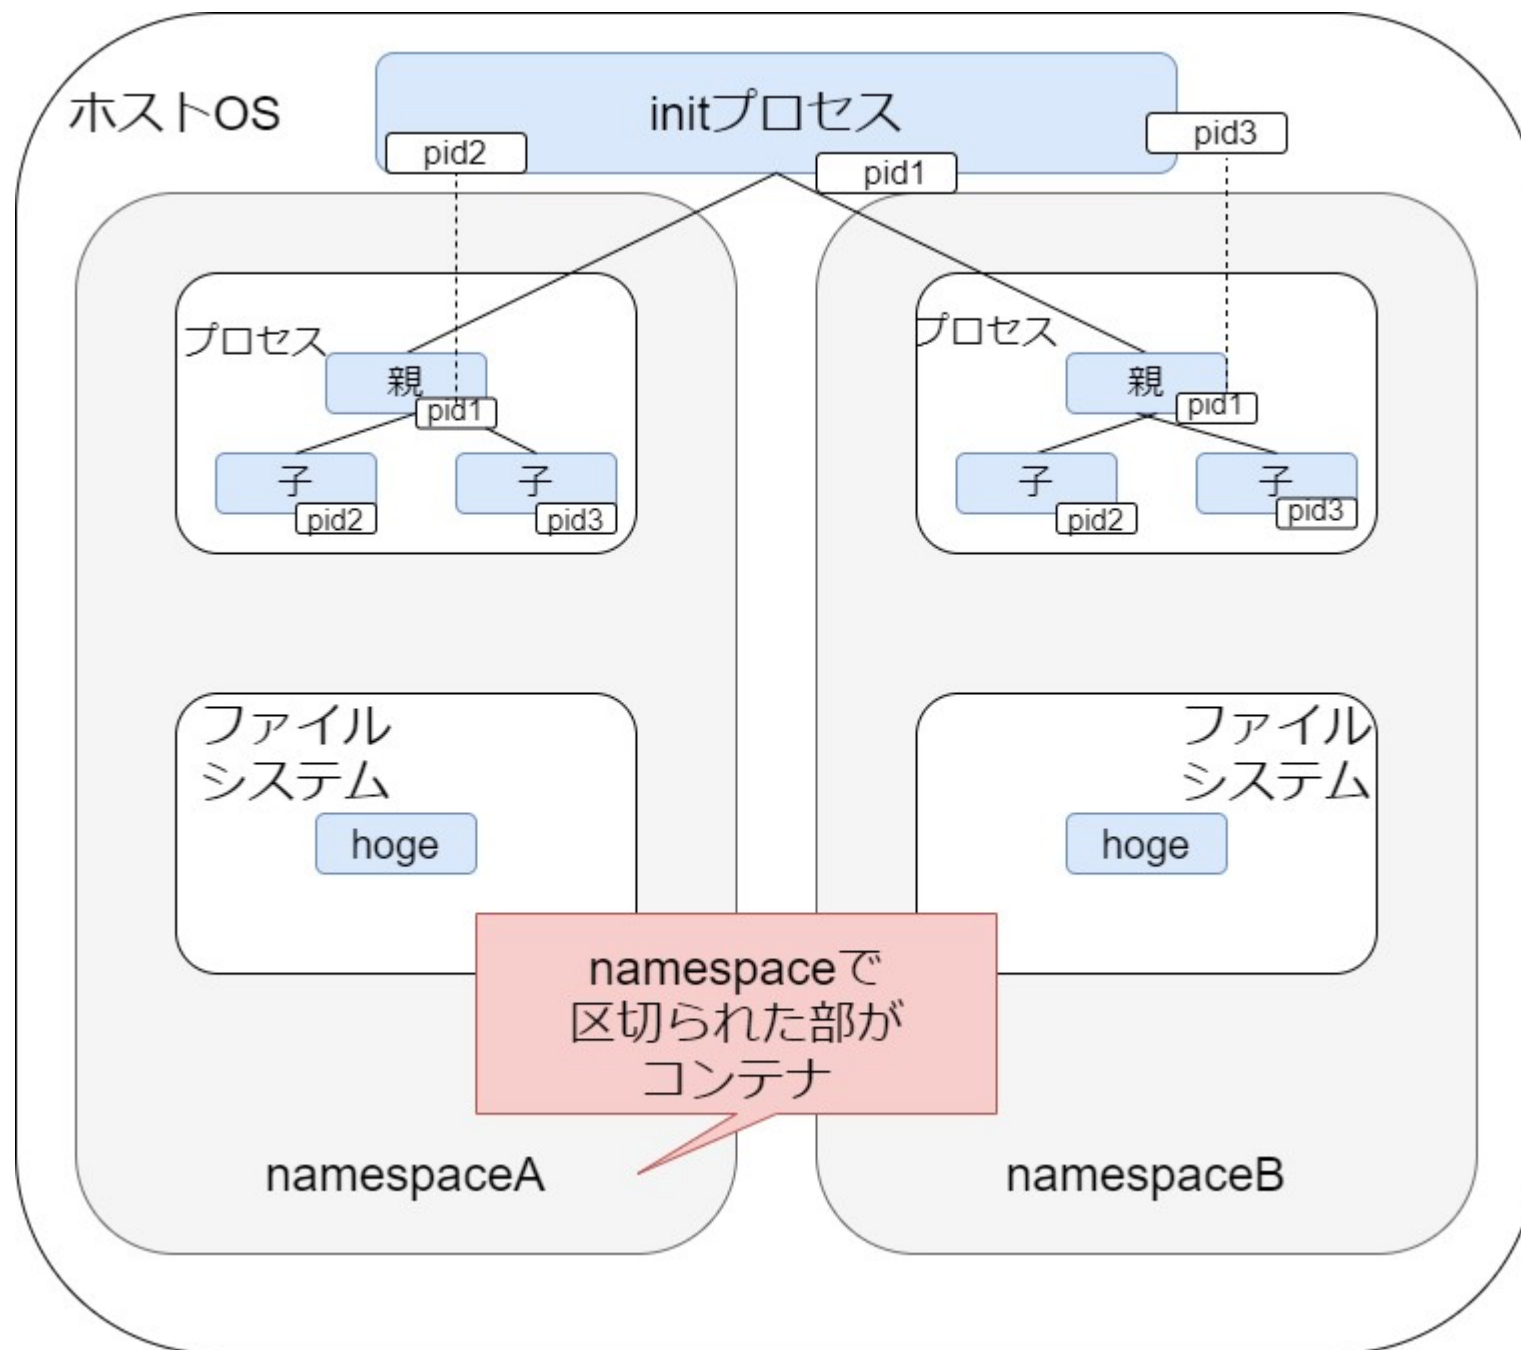 ホストOS
initプロセス
pid2
pid1
pid3
プロセス
親
pid1
子
pid2
子
pid3
プロセス
親
pid1
子
pid2
子
pid3
ファイル
システム
hoge
ファイル
システム
hoge
namespaceで
区切られた部が
コンテナ
namespaceA
namespaceB